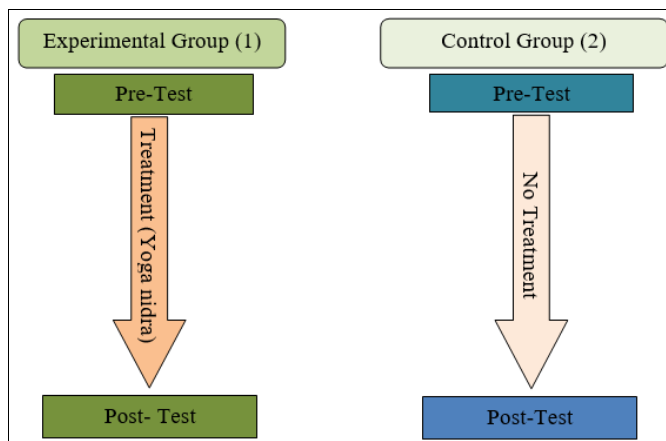 Experimental Group (1)
Control Group (2)
Pre-Test
Pre-Test
Treatment (Yoga nidra)
No Treatment
Post- Test
Post-Test